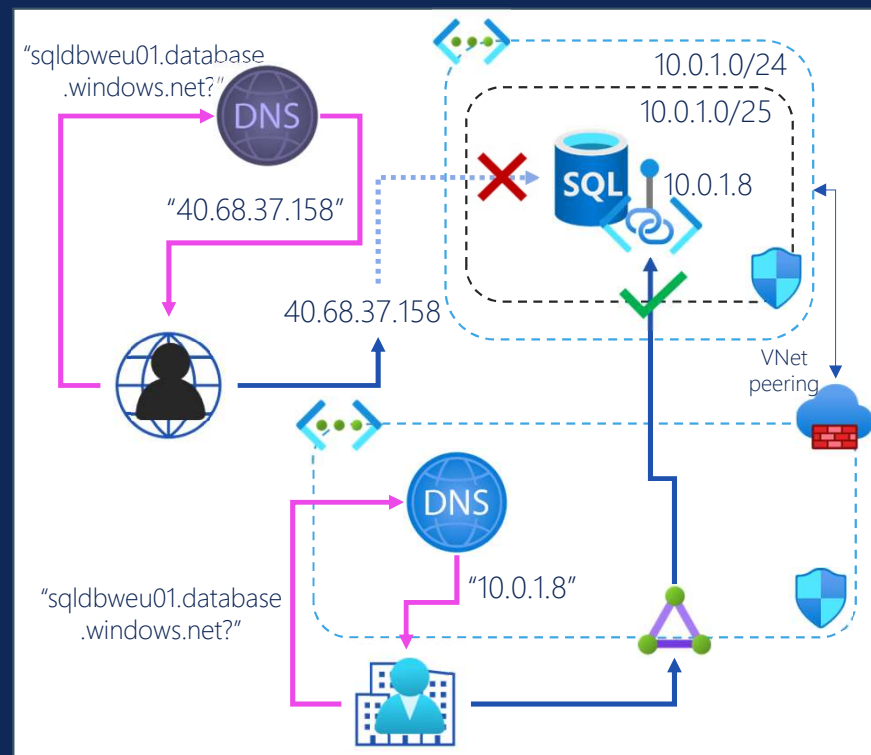 “sqldbweu01.database
.windows.net?”
DNS
“40.68.37.158”
40.68.37.158
10.0.1.0/24
10.0.1.0/25
SQL
10.0.1.8
VNet
peering
DNS
“10.0.1.8”
“sqldbweu01.database
.windows.net?”